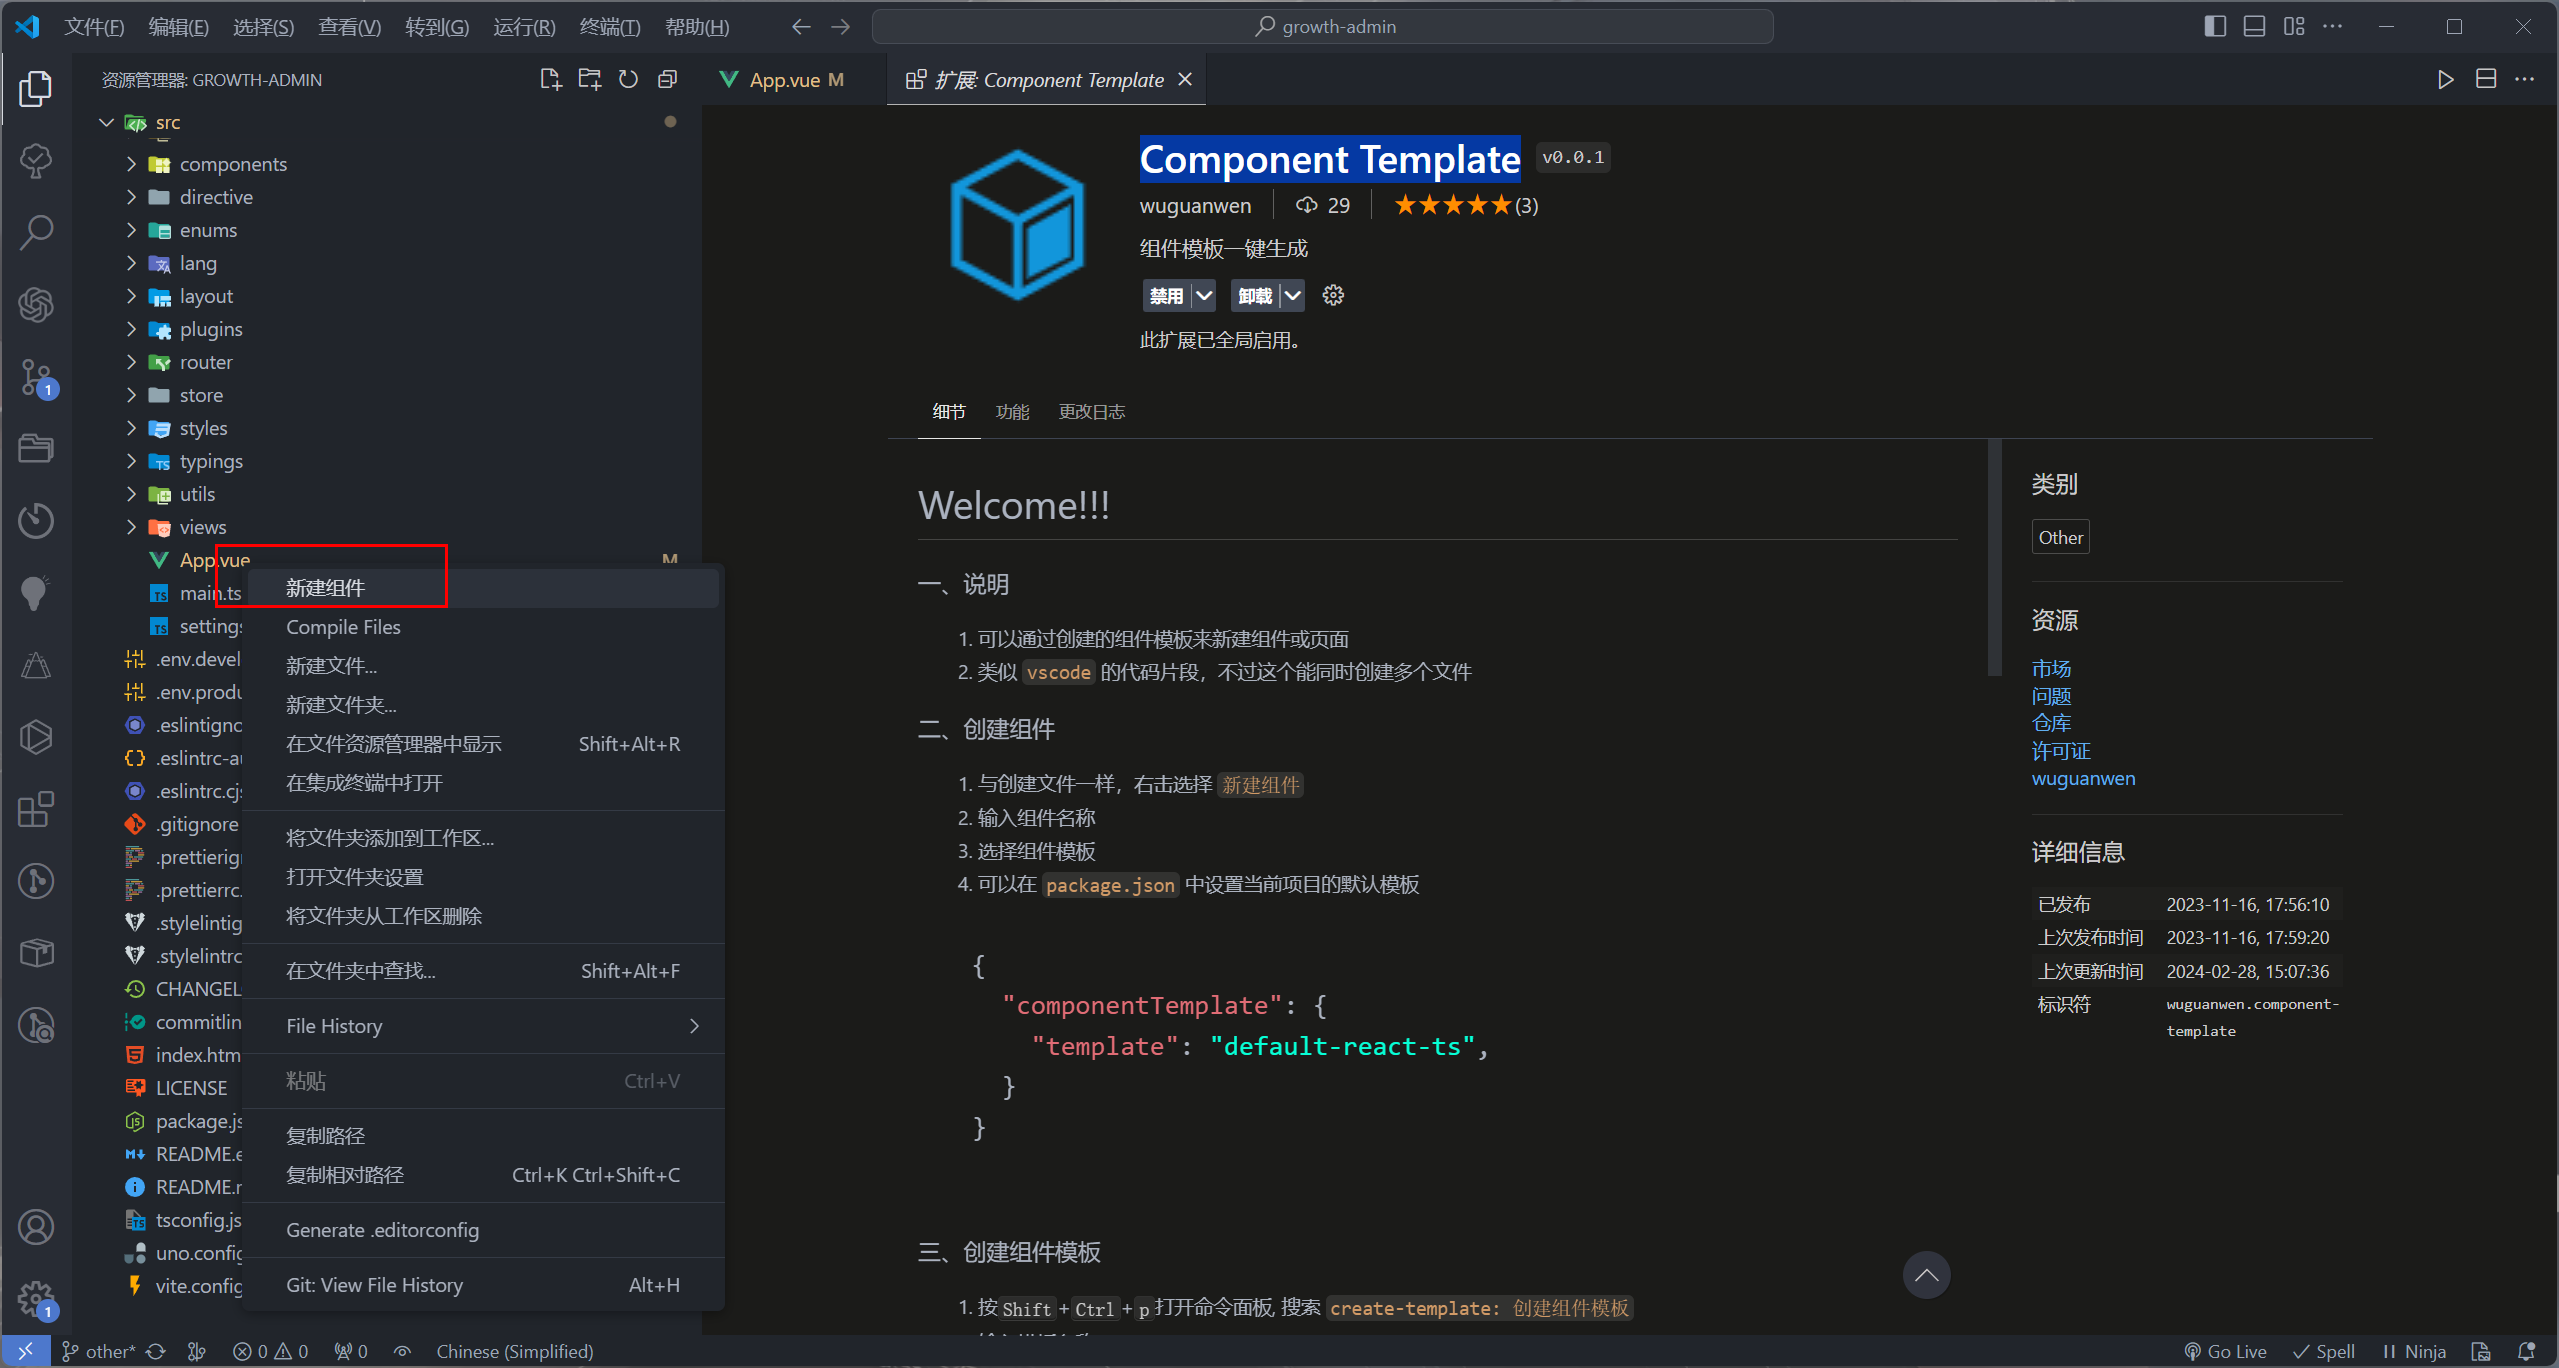 文件(F) 编辑(E) 选择(S) 查看(V) 转到(G) 运行(R) 终端(T) 帮助(H)
growth-admin
资源管理器: GROWTH-ADMIN
App.vue M
扩展: Component Template
src
components
directive
enums
lang
layout
plugins
router
store
styles
typings
utils
views
App.vue
M
main.ts
settings
.env.devel
.env.produ
.eslintigno
.eslintrc-au
.eslintrc.cjs
.gitignore
.prettierign
.prettierrc.
.stylelintig
.stylelintrc
CHANGEL
commitlin
index.htm
LICENSE
package.js
README.e
README.r
tsconfig.js
uno.config
vite.config
新建组件
Compile Files
新建文件...
新建文件夹...
在文件资源管理器中显示 Shift+Alt+R
在集成终端中打开
将文件夹添加到工作区...
打开文件夹设置
将文件夹从工作区删除
在文件夹中查找... Shift+Alt+F
File History
粘贴 Ctrl+V
复制路径
复制相对路径 Ctrl+K Ctrl+Shift+C
Generate .editorconfig
Git: View File History Alt+H
Component Template v0.0.1
wuguanwen 29 (3)
组件模板一键生成
禁用 卸载
此扩展已全局启用。
细节 功能 更改日志
Welcome!!!
一、说明
1. 可以通过创建的组件模板来新建组件或页面
2. 类似 vscode 的代码片段，不过这个能同时创建多个文件
二、创建组件
1. 与创建文件一样，右击选择 新建组件
2. 输入组件名称
3. 选择组件模板
4. 可以在 package.json 中设置当前项目的默认模板
{
"componentTemplate": {
"template": "default-react-ts",
}
}
三、创建组件模板
1. 按Shift+Ctrl+p打开命令面板, 搜索 create-template: 创建组件模板
类别
Other
资源
市场
问题
仓库
许可证
wuguanwen
详细信息
已发布 2023-11-16, 17:56:10
上次发布时间 2023-11-16, 17:59:20
上次更新时间 2024-02-28, 15:07:36
标识符 wuguanwen.component-
template
1
1
other* 0 0 0 Chinese (Simplified)
Go Live Spell Ninja